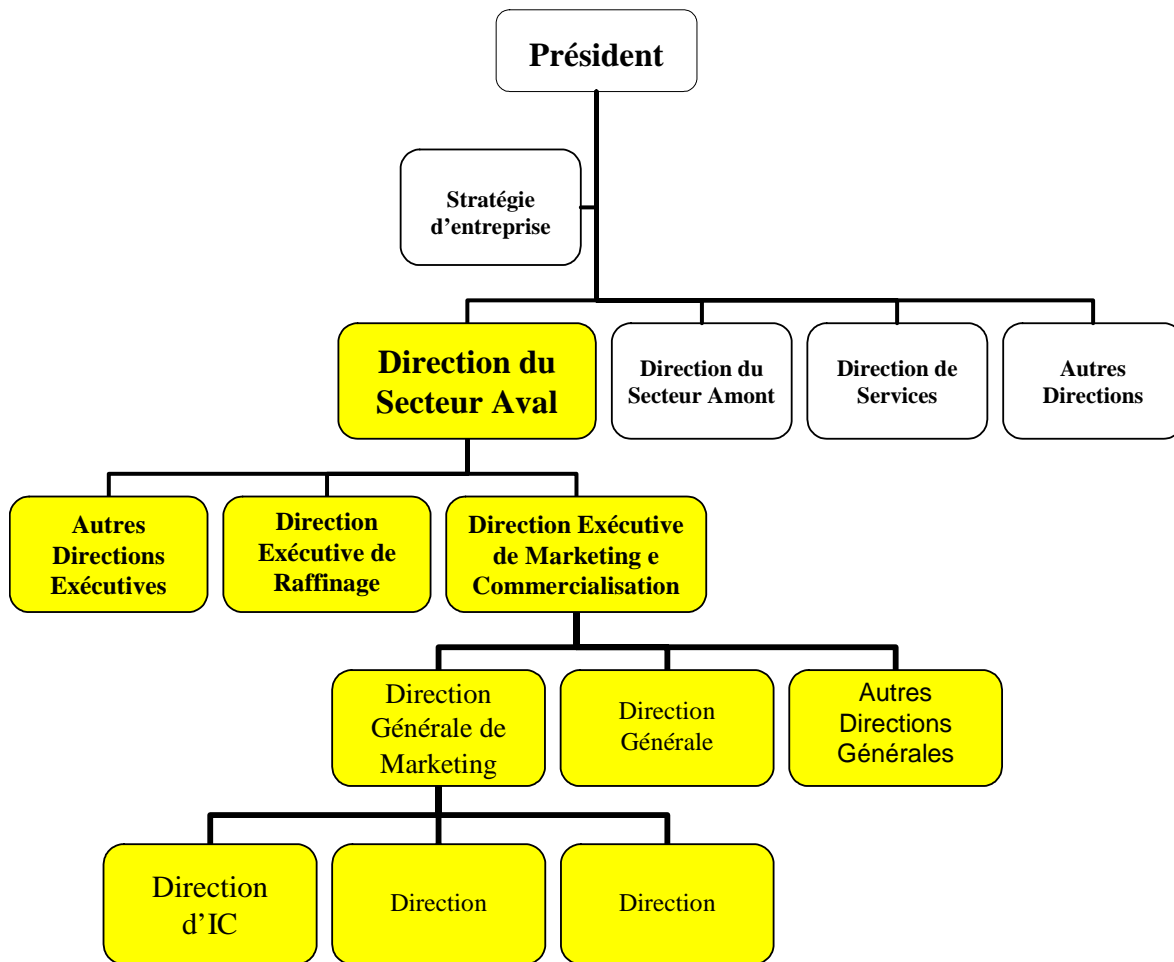 Président
Stratégie
d'entreprise
Direction du
Secteur Aval
Direction du
Secteur Amont
Direction de
Services
Autres
Directions
Autres
Directions
Exécutives
Direction
Exécutive de
Raffinage
Direction Exécutive
de Marketing e
Commercialisation
Direction
Générale de
Marketing
Direction
Générale
Autres
Directions
Générales
Direction
d'IC
Direction
Direction